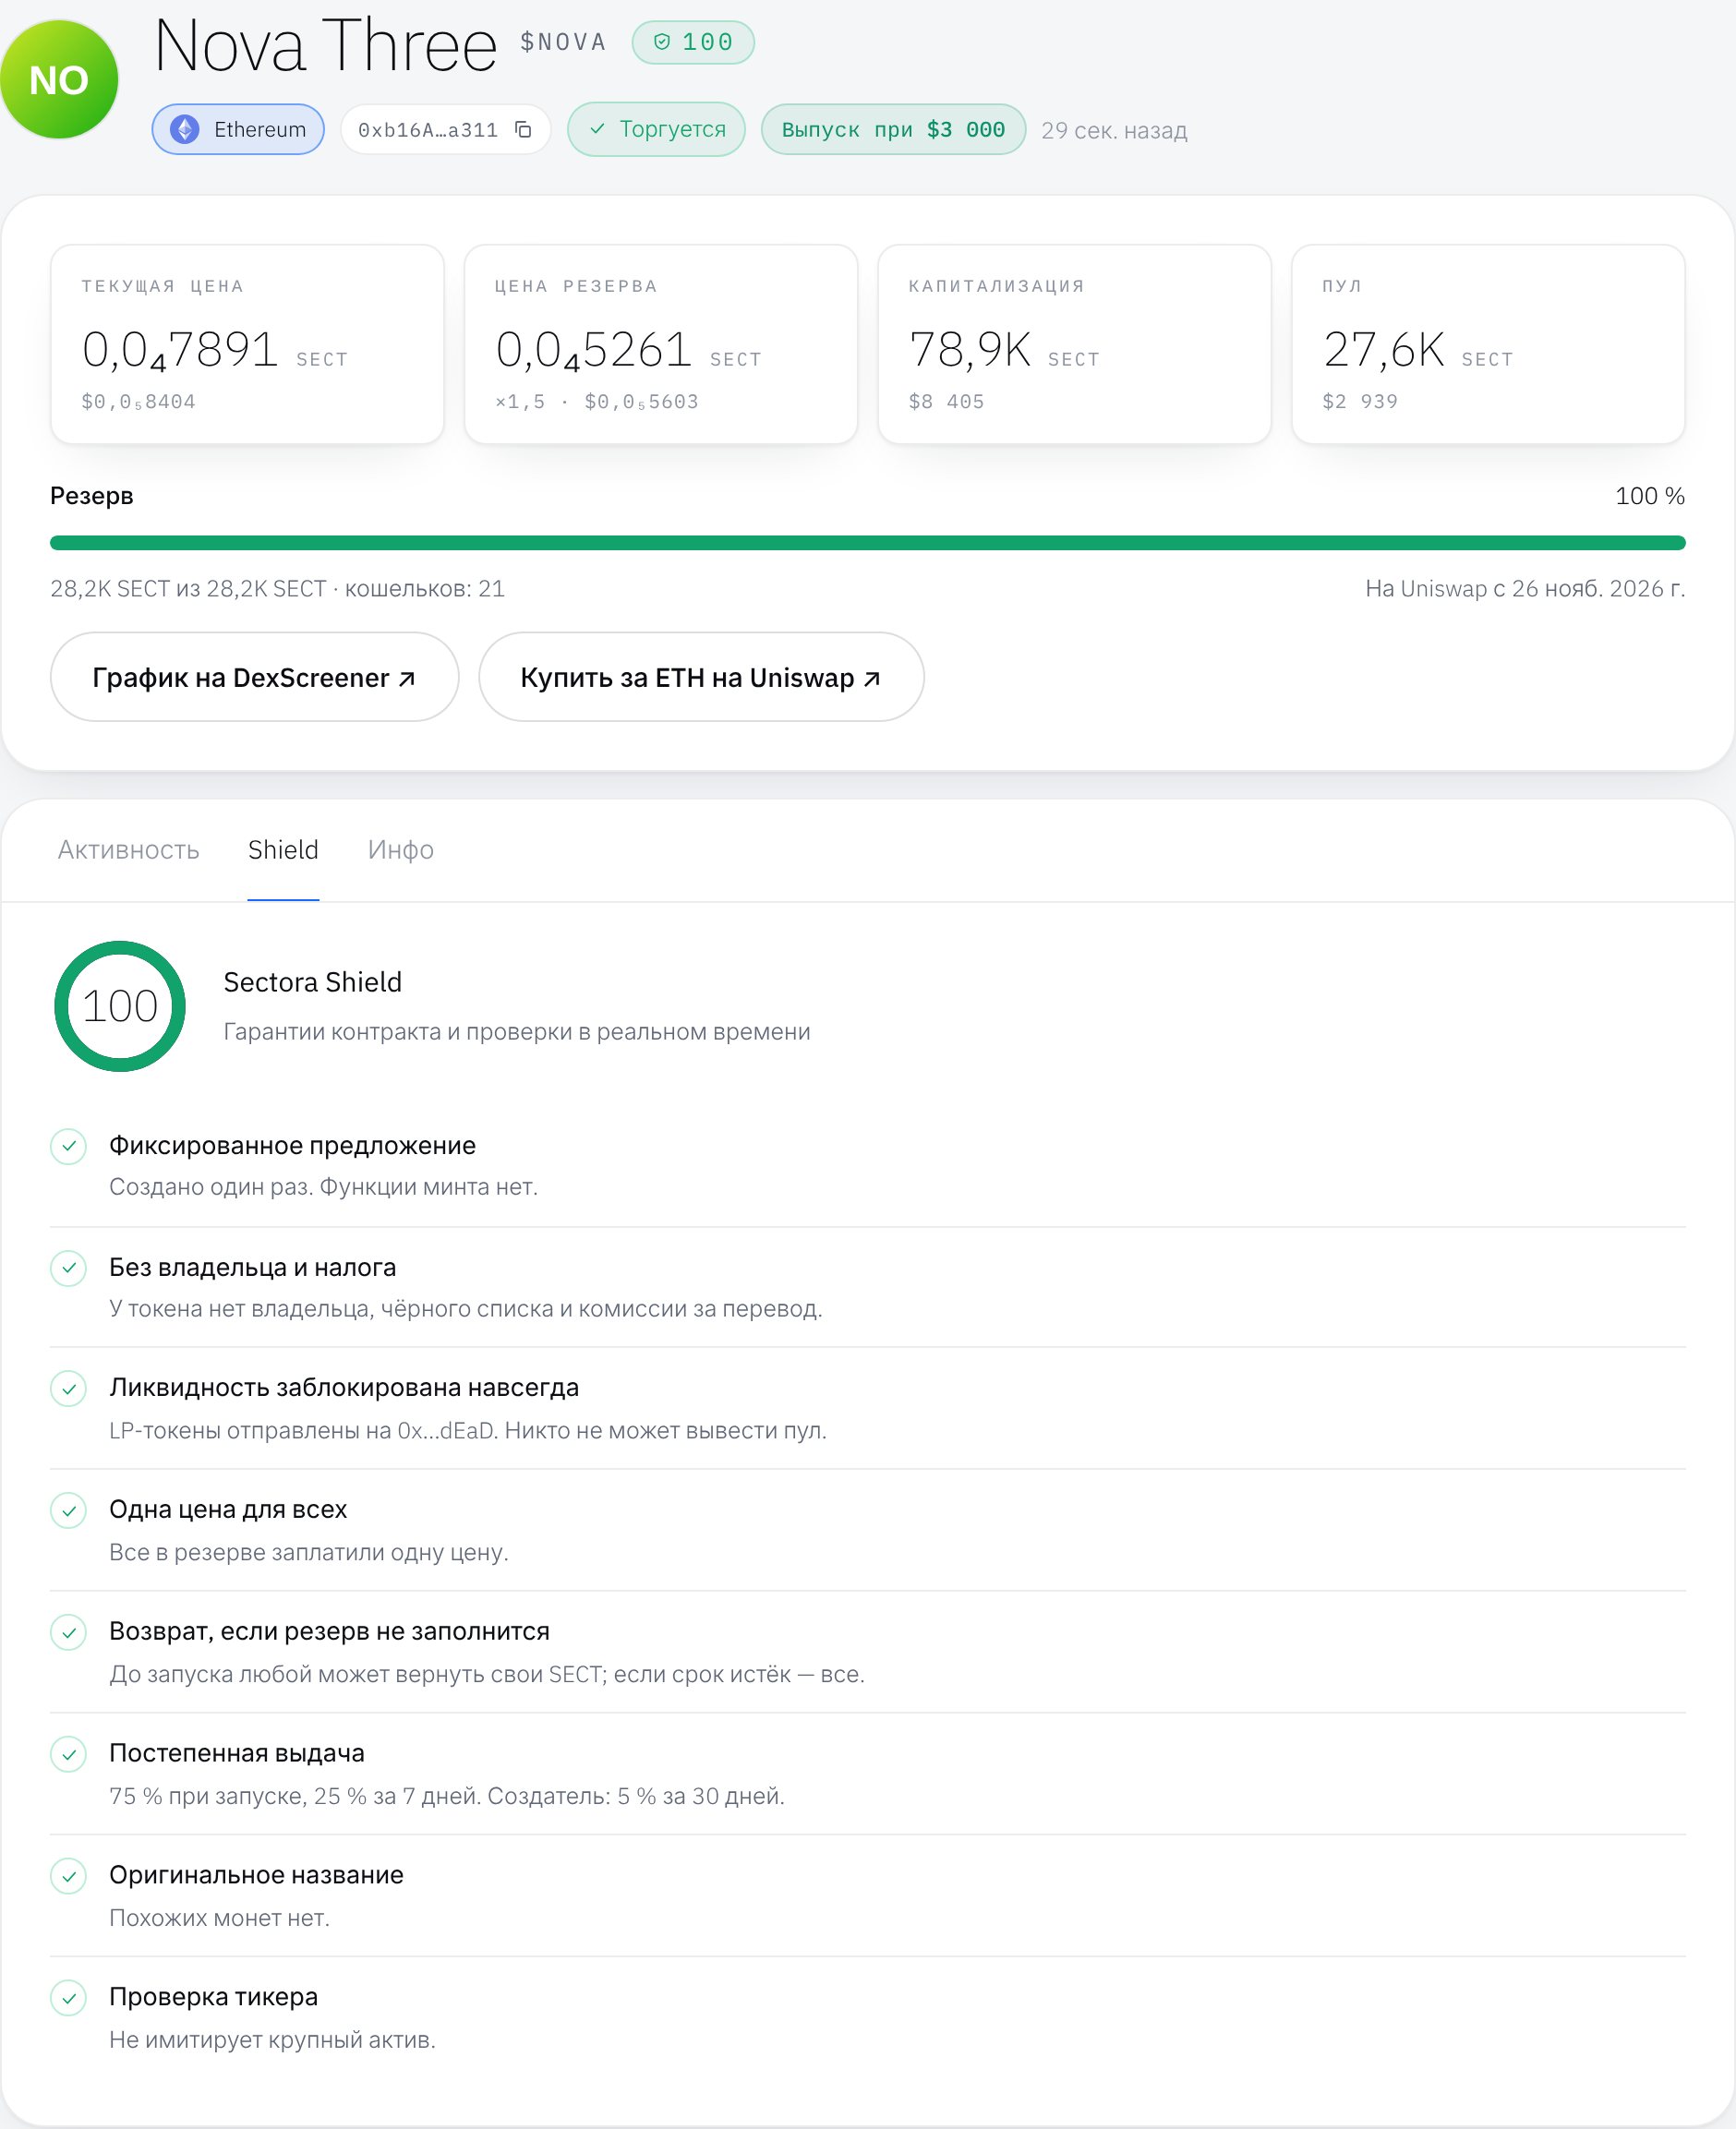 NO
Nova Three $NOVA 100
Ethereum 0xb16A…a311 Торгуется Выпуск при $3 000 29 сек. назад
ТЕКУЩАЯ ЦЕНА
0,0₄7891 SECT
$0,0₅8404
ЦЕНА РЕЗЕРВА
0,0₄5261 SECT
×1,5 · $0,0₅5603
КАПИТАЛИЗАЦИЯ
78,9K SECT
$8 405
ПУЛ
27,6K SECT
$2 939
Резерв 100 %
28,2K SECT из 28,2K SECT · кошельков: 21 На Uniswap с 26 нояб. 2026 г.
График на DexScreener ↗ Купить за ETH на Uniswap ↗
Активность Shield Инфо
100
Sectora Shield
Гарантии контракта и проверки в реальном времени
Фиксированное предложение
Создано один раз. Функции минта нет.
Без владельца и налога
У токена нет владельца, чёрного списка и комиссии за перевод.
Ликвидность заблокирована навсегда
LP-токены отправлены на 0x…dEaD. Никто не может вывести пул.
Одна цена для всех
Все в резерве заплатили одну цену.
Возврат, если резерв не заполнится
До запуска любой может вернуть свои SECT; если срок истёк — все.
Постепенная выдача
75 % при запуске, 25 % за 7 дней. Создатель: 5 % за 30 дней.
Оригинальное название
Похожих монет нет.
Проверка тикера
Не имитирует крупный актив.